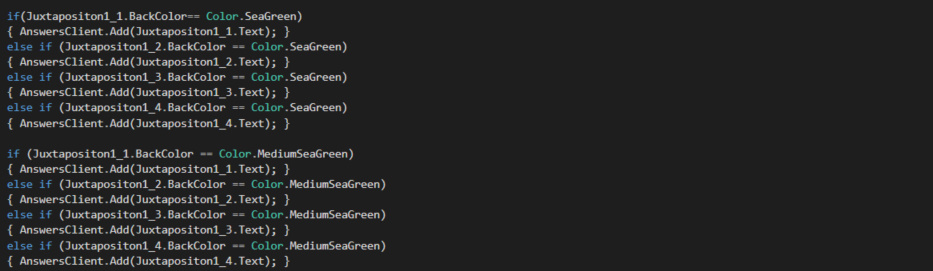 if(Juxtapositon1_1.BackColor== Color.SeaGreen)
{ AnswersClient.Add(Juxtapositon1_1.Text); }
else if (Juxtapositon1_2.BackColor == Color.SeaGreen)
{ AnswersClient.Add(Juxtapositon1_2.Text); }
else if (Juxtapositon1_3.BackColor == Color.SeaGreen)
{ AnswersClient.Add(Juxtapositon1_3.Text); }
else if (Juxtapositon1_4.BackColor == Color.SeaGreen)
{ AnswersClient.Add(Juxtapositon1_4.Text); }

if (Juxtapositon1_1.BackColor == Color.MediumSeaGreen)
{ AnswersClient.Add(Juxtapositon1_1.Text); }
else if (Juxtapositon1_2.BackColor == Color.MediumSeaGreen)
{ AnswersClient.Add(Juxtapositon1_2.Text); }
else if (Juxtapositon1_3.BackColor == Color.MediumSeaGreen)
{ AnswersClient.Add(Juxtapositon1_3.Text); }
else if (Juxtapositon1_4.BackColor == Color.MediumSeaGreen)
{ AnswersClient.Add(Juxtapositon1_4.Text); }